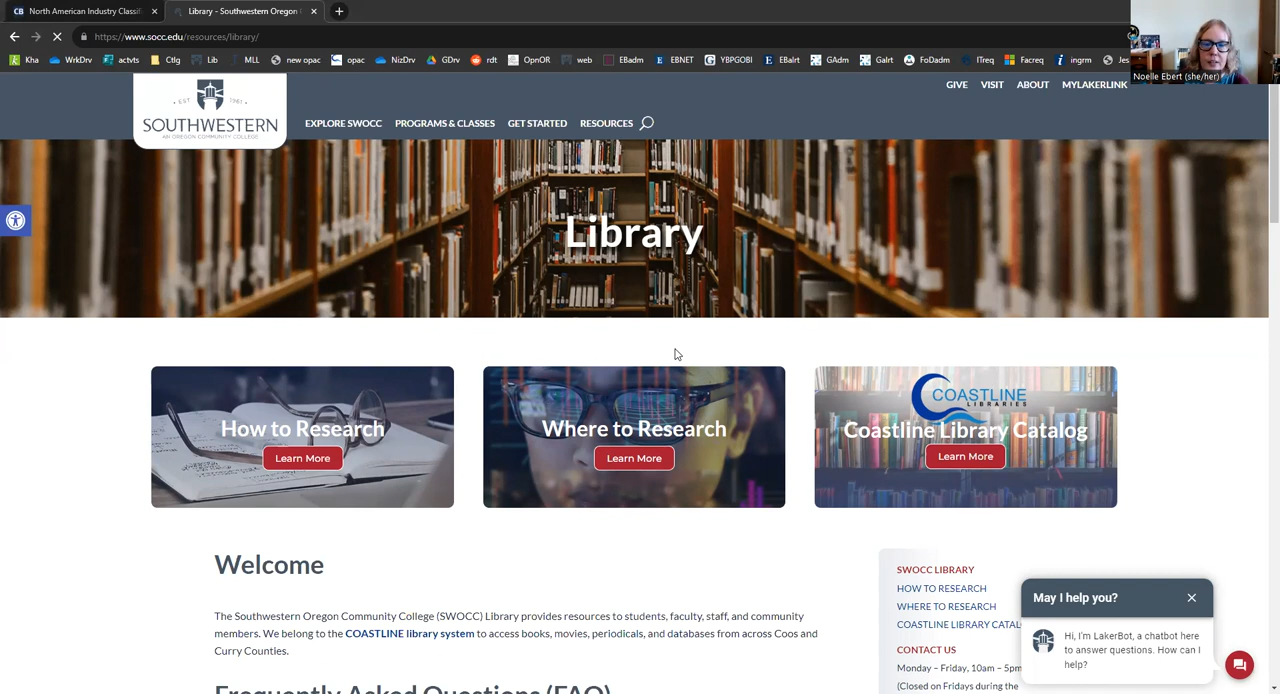 North American Industry Classifi
Library – Southwestern Oregon
https://www.socc.edu/resources/library/
Kha WrkDrv actvts Ctlg Lib MLL new opac opac NizDrv GDrv rdt OpnOR web EBadm EBNET YBPGOBI EBalrt GAdm Galrt FoDadm ITreq Facreq ingrm Jes
Noelle Ebert (she/her)
GIVE VISIT ABOUT MYLAKERLINK
SOUTHWESTERN
AN OREGON COMMUNITY COLLEGE
EXPLORE SWOCC PROGRAMS & CLASSES GET STARTED RESOURCES
Library
How to Research
Learn More
Where to Research
Learn More
COASTLINE
LIBRARIES
Coastline Library Catalog
Learn More
Welcome
The Southwestern Oregon Community College (SWOCC) Library provides resources to students, faculty, staff, and community
members. We belong to the COASTLINE library system to access books, movies, periodicals, and databases from across Coos and
Curry Counties.
Frequently Asked Questions (FAQ)
SWOCC LIBRARY
HOW TO RESEARCH
WHERE TO RESEARCH
COASTLINE LIBRARY CATAL
CONTACT US
Monday – Friday, 10am – 5pm
(Closed on Fridays during the
May I help you?
Hi, I'm LakerBot, a chatbot here
to answer questions. How can I
help?